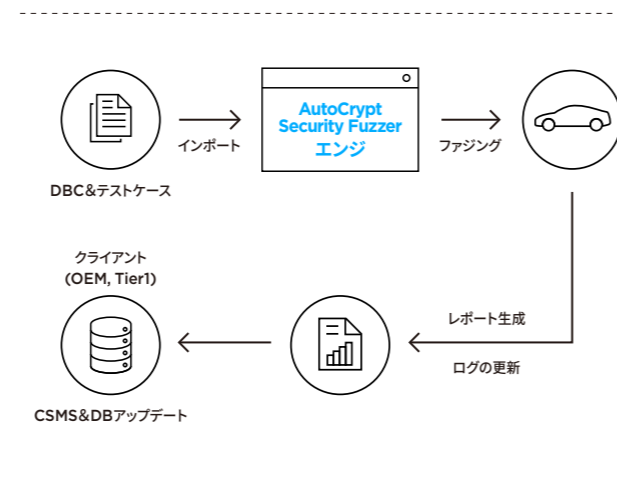 AutoCrypt
Security Fuzzer
エンジ
インポート
ファジング
DBC&テストケース
クライアント
(OEM, Tier1)
レポート生成
ログの更新
CSMS&DBアップデート